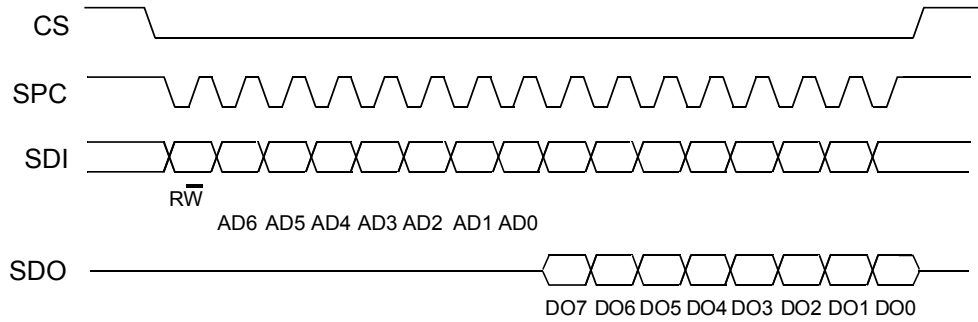 CS
SPC
SDI
RW̅
AD6 AD5 AD4 AD3 AD2 AD1 AD0
SDO
DO7 DO6 DO5 DO4 DO3 DO2 DO1 DO0